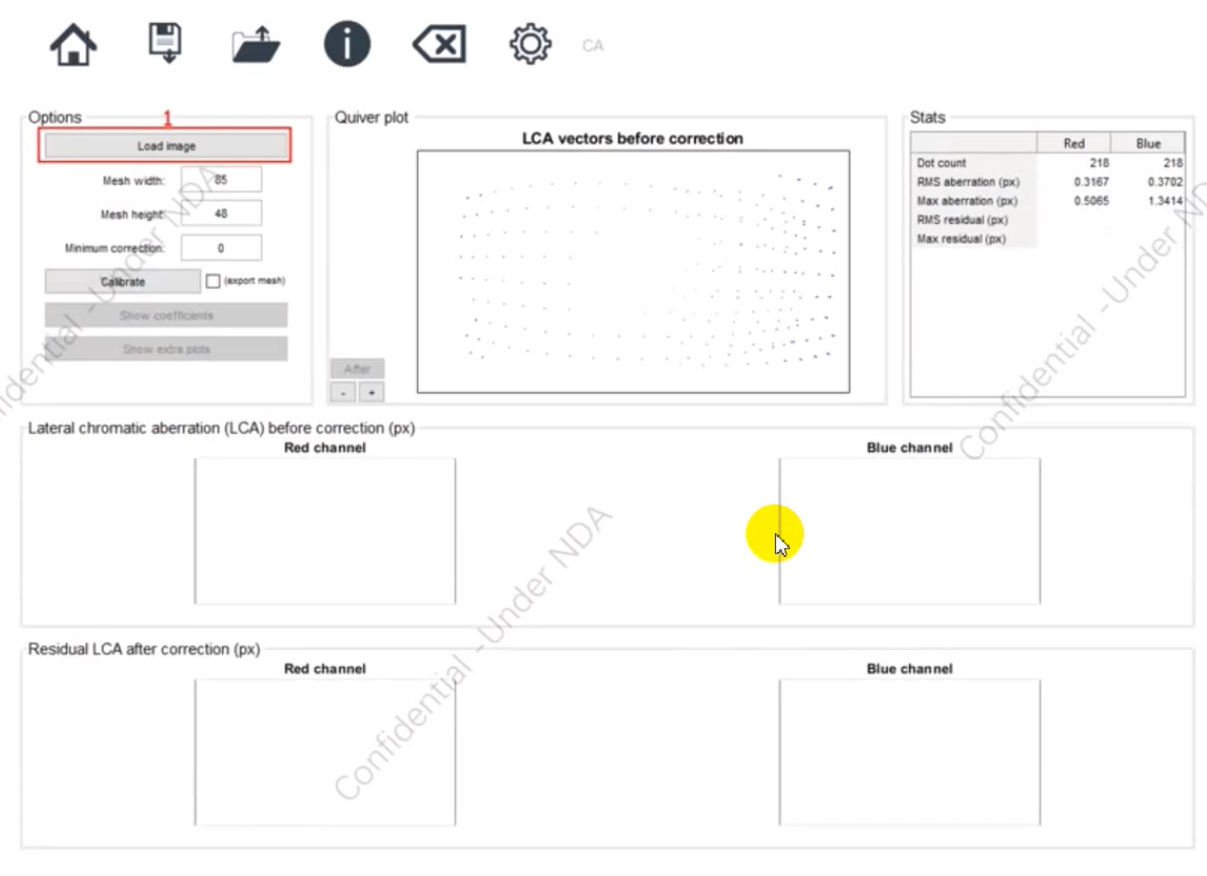 CA
Options
1
Load image
Mesh width: 85
Mesh height: 48
Minimum correction: 0
Calibrate (export mesh)
Show coefficients
Show extra plots
Quiver plot
LCA vectors before correction
After
- +
Stats
Red Blue
Dot count 218 218
RMS aberration (px) 0.3167 0.3702
Max aberration (px) 0.5065 1.3414
RMS residual (px)
Max residual (px)
Lateral chromatic aberration (LCA) before correction (px)
Red channel Blue channel
Residual LCA after correction (px)
Red channel Blue channel
fidential -Under NDA
Confidential -Under NDA
Confidential -Under ND